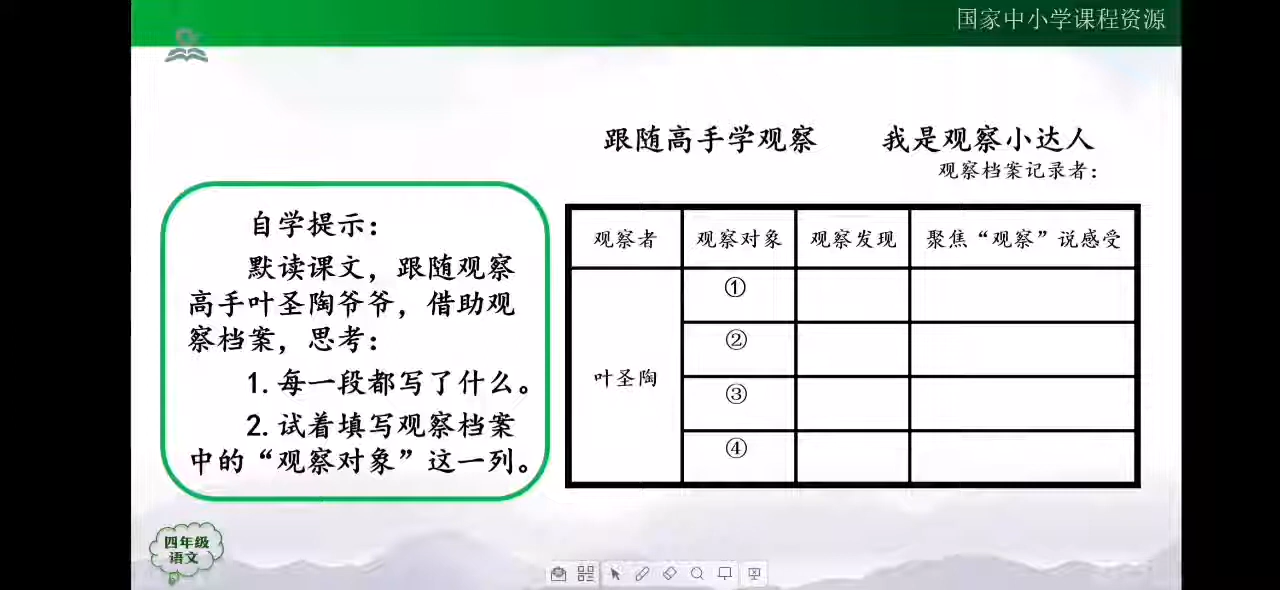 国家中小学课程资源
跟随高手学观察 我是观察小达人
观察档案记录者：
自学提示：
默读课文，跟随观察
高手叶圣陶爷爷，借助观
察档案，思考：
1.每一段都写了什么。
2.试着填写观察档案
中的“观察对象”这一列。
观察者 观察对象 观察发现 聚焦“观察”说感受
叶圣陶
①
②
③
④
四年级
语文